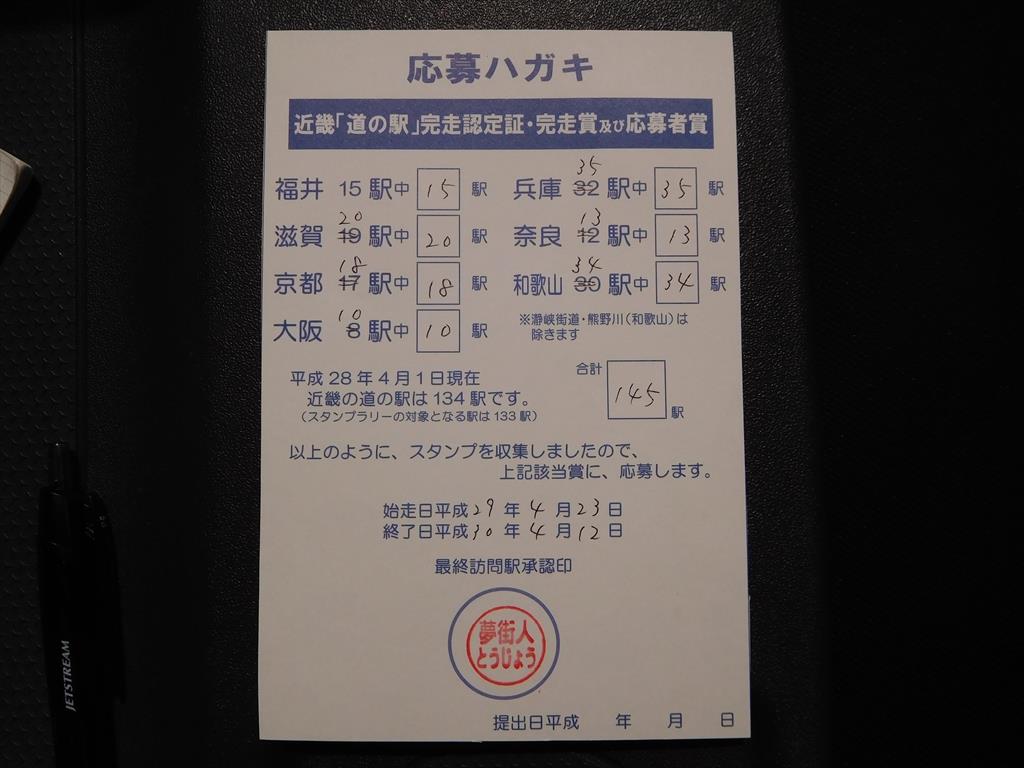 応募ハガキ
近畿「道の駅」完走認定証・完走賞及び応募者賞
35
福井 15 駅中 15 駅 兵庫 32 駅中 35 駅
20 13
滋賀 19 駅中 20 駅 奈良 12 駅中 13 駅
18 34
京都 17 駅中 18 駅 和歌山 30 駅中 34 駅
10
大阪 8 駅中 10 駅
※瀞峡街道・熊野川(和歌山)は
除きます
合計 145 駅
平成 28 年 4 月 1 日現在
近畿の道の駅は 134 駅です。
(スタンプラリーの対象となる駅は 133 駅)
以上のように、スタンプを収集しましたので、
上記該当賞に、応募します。
始走日平成 29 年 4 月 23 日
終了日平成 30 年 4 月 12 日
最終訪問駅承認印
夢街人
とうじょう
提出日平成 年 月 日
JETSTREAM